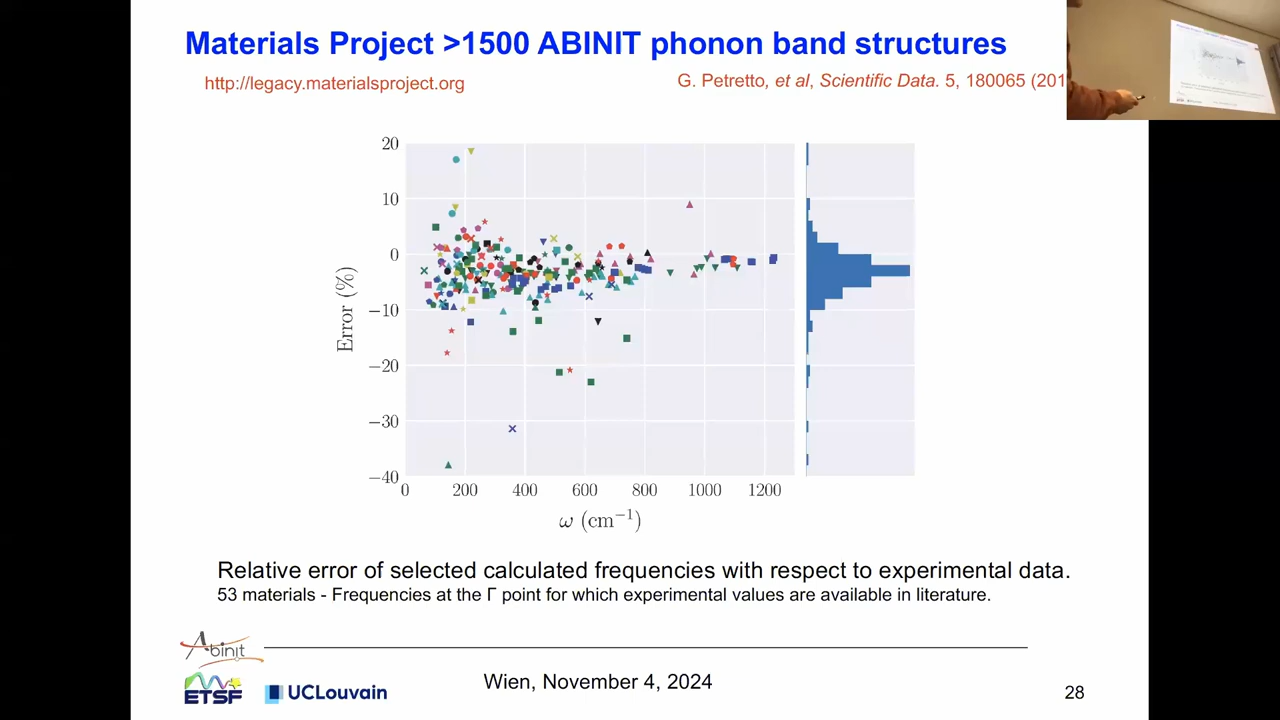 Materials Project >1500 ABINIT phonon band structures
http://legacy.materialsproject.org
G. Petretto, et al, Scientific Data. 5, 180065 (201
20
10
0
−10
−20
−30
−40
Error (%)
0 200 400 600 800 1000 1200
ω (cm⁻¹)
Relative error of selected calculated frequencies with respect to experimental data.
53 materials - Frequencies at the Γ point for which experimental values are available in literature.
Abinit
ETSF
UCLouvain
Wien, November 4, 2024
28